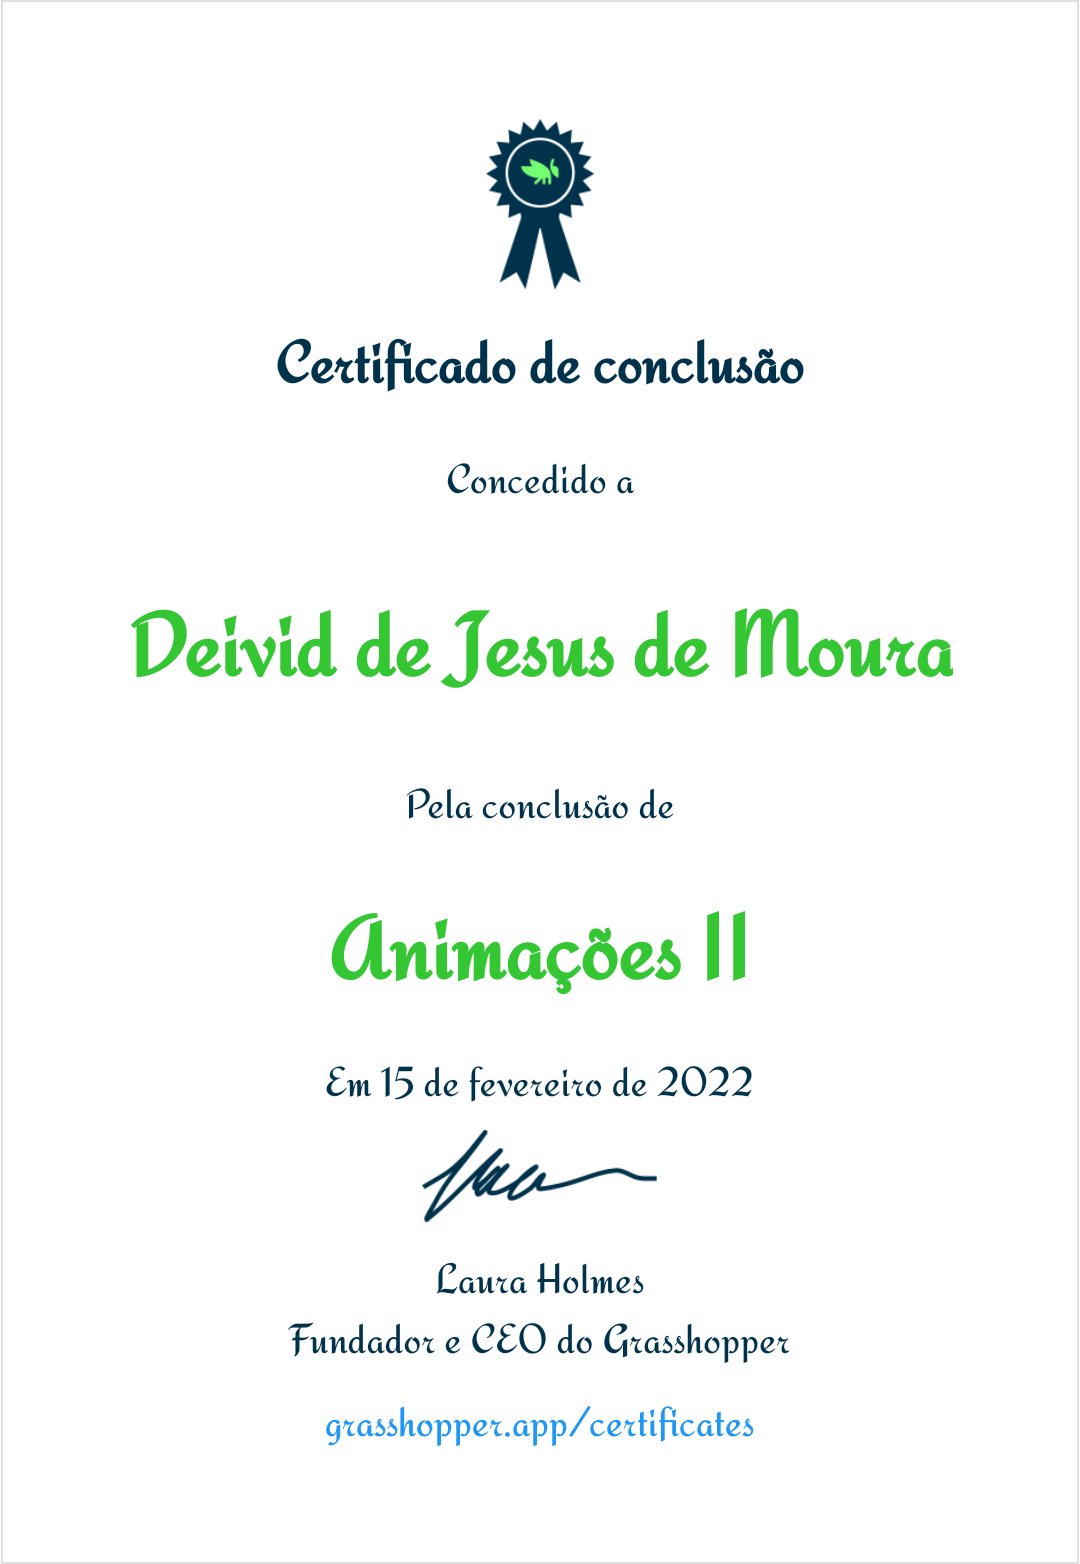 Certificado de conclusão
Concedido a
Deivid de Jesus de Moura
Pela conclusão de
Animações II
Em 15 de fevereiro de 2022
Laura Holmes
Fundador e CEO do Grasshopper
grasshopper.app/certificates